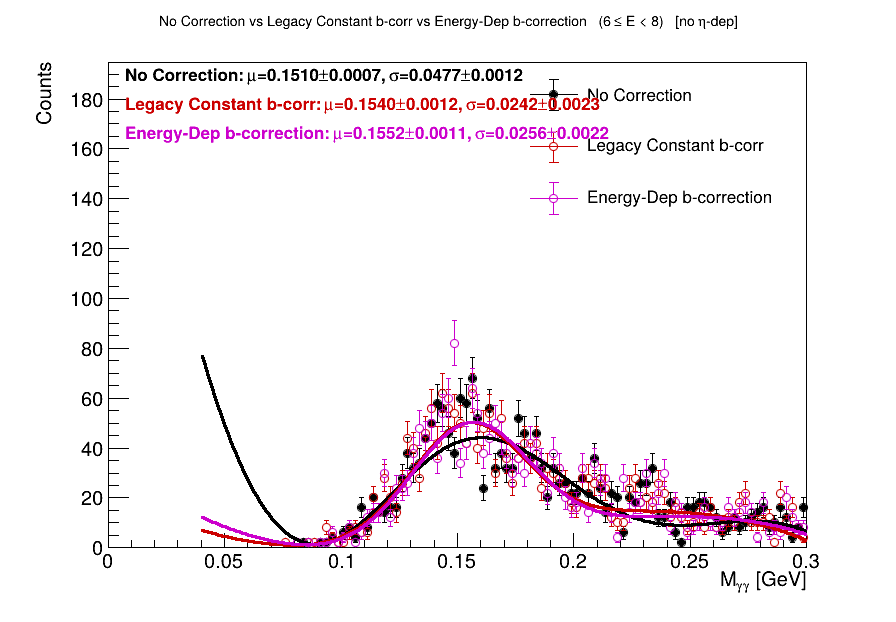 No Correction vs Legacy Constant b-corr vs Energy-Dep b-correction (6 ≤ E < 8) [no η-dep]
Counts
No Correction: μ=0.1510±0.0007, σ=0.0477±0.0012
Legacy Constant b-corr: μ=0.1540±0.0012, σ=0.0242±0.0023
Energy-Dep b-correction: μ=0.1552±0.0011, σ=0.0256±0.0022
No Correction
Legacy Constant b-corr
Energy-Dep b-correction
180
160
140
120
100
80
60
40
20
0
0 0.05 0.1 0.15 0.2 0.25 0.3
Mγγ [GeV]